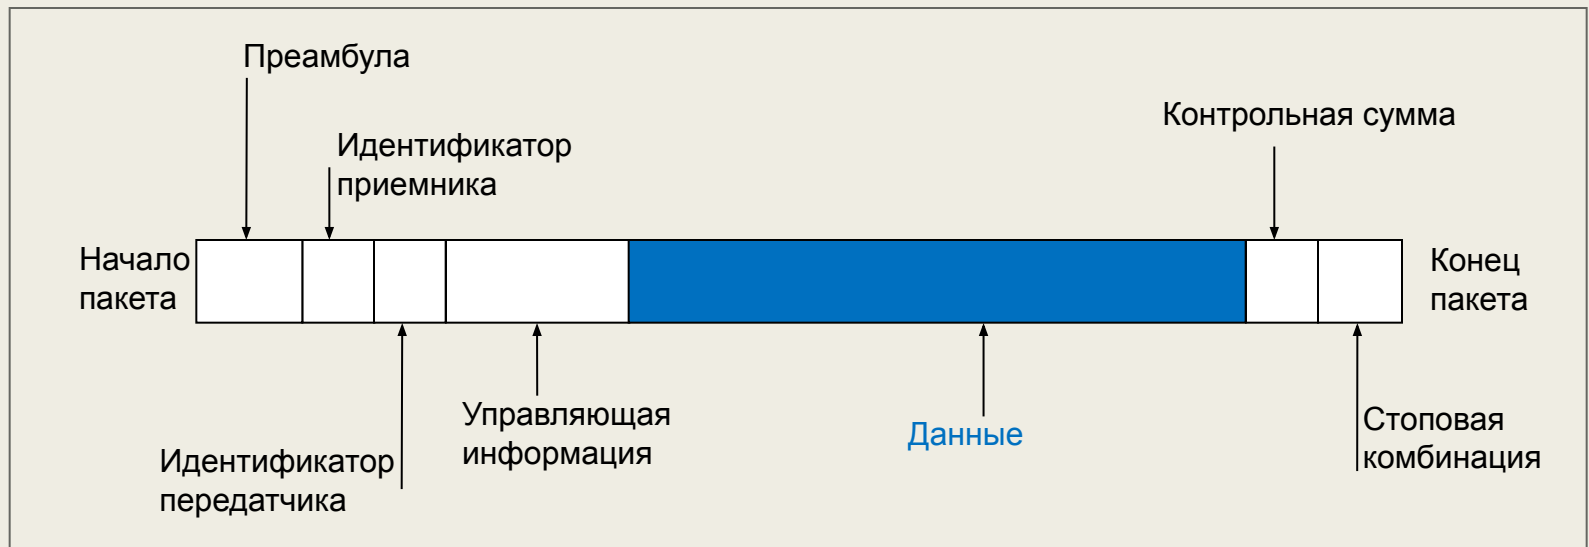 Преамбула
Контрольная сумма
Идентификатор
приемника
Начало
пакета
Конец
пакета
Управляющая
информация
Данные
Стоповая
комбинация
Идентификатор
передатчика